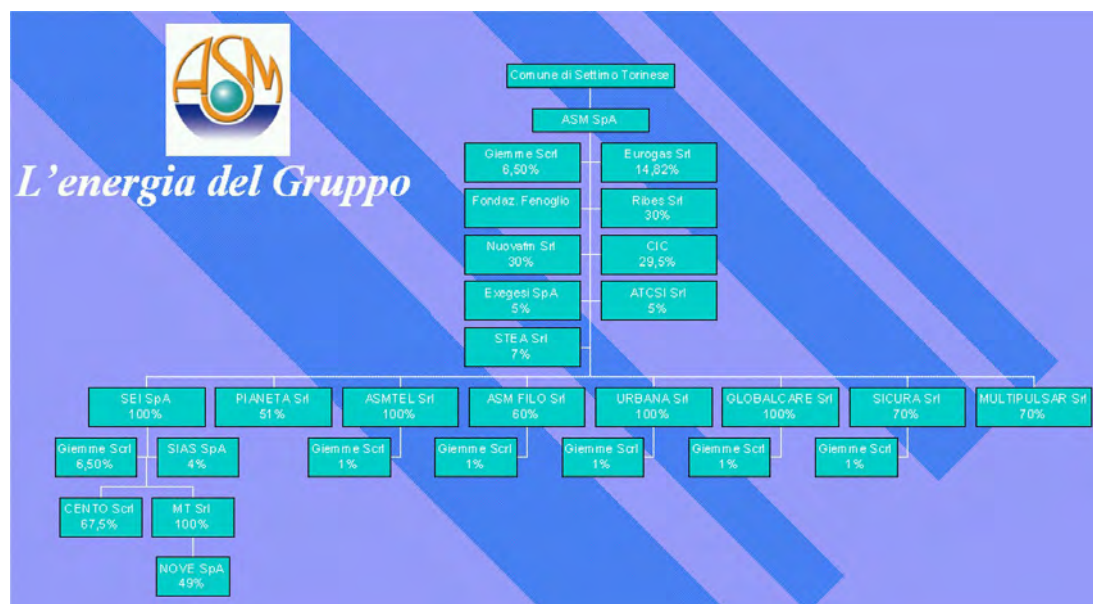 ASM
L'energia del Gruppo
Comune di Settimo Torinese
ASM SpA
Giemme Scrl
6,50%
Eurogas Srl
14,82%
Fondaz. Fenoglio
Ribes Srl
30%
Nuovatm Srl
30%
CIC
29,5%
Exegesi SpA
5%
ATCSI Srl
5%
STEA Srl
7%
SEI SpA
100%
PIANETA Srl
51%
ASMTEL Srl
100%
ASM FILO Srl
60%
URBANA Srl
100%
GLOBALCARE Srl
100%
SICURA Srl
70%
MULTIPULSAR Srl
70%
Giemme Scrl
6,50%
SIAS SpA
4%
Giemme Scrl
1%
Giemme Scrl
1%
Giemme Scrl
1%
Giemme Scrl
1%
Giemme Scrl
1%
CENTO Scrl
67,5%
MT Srl
100%
NOVE SpA
49%